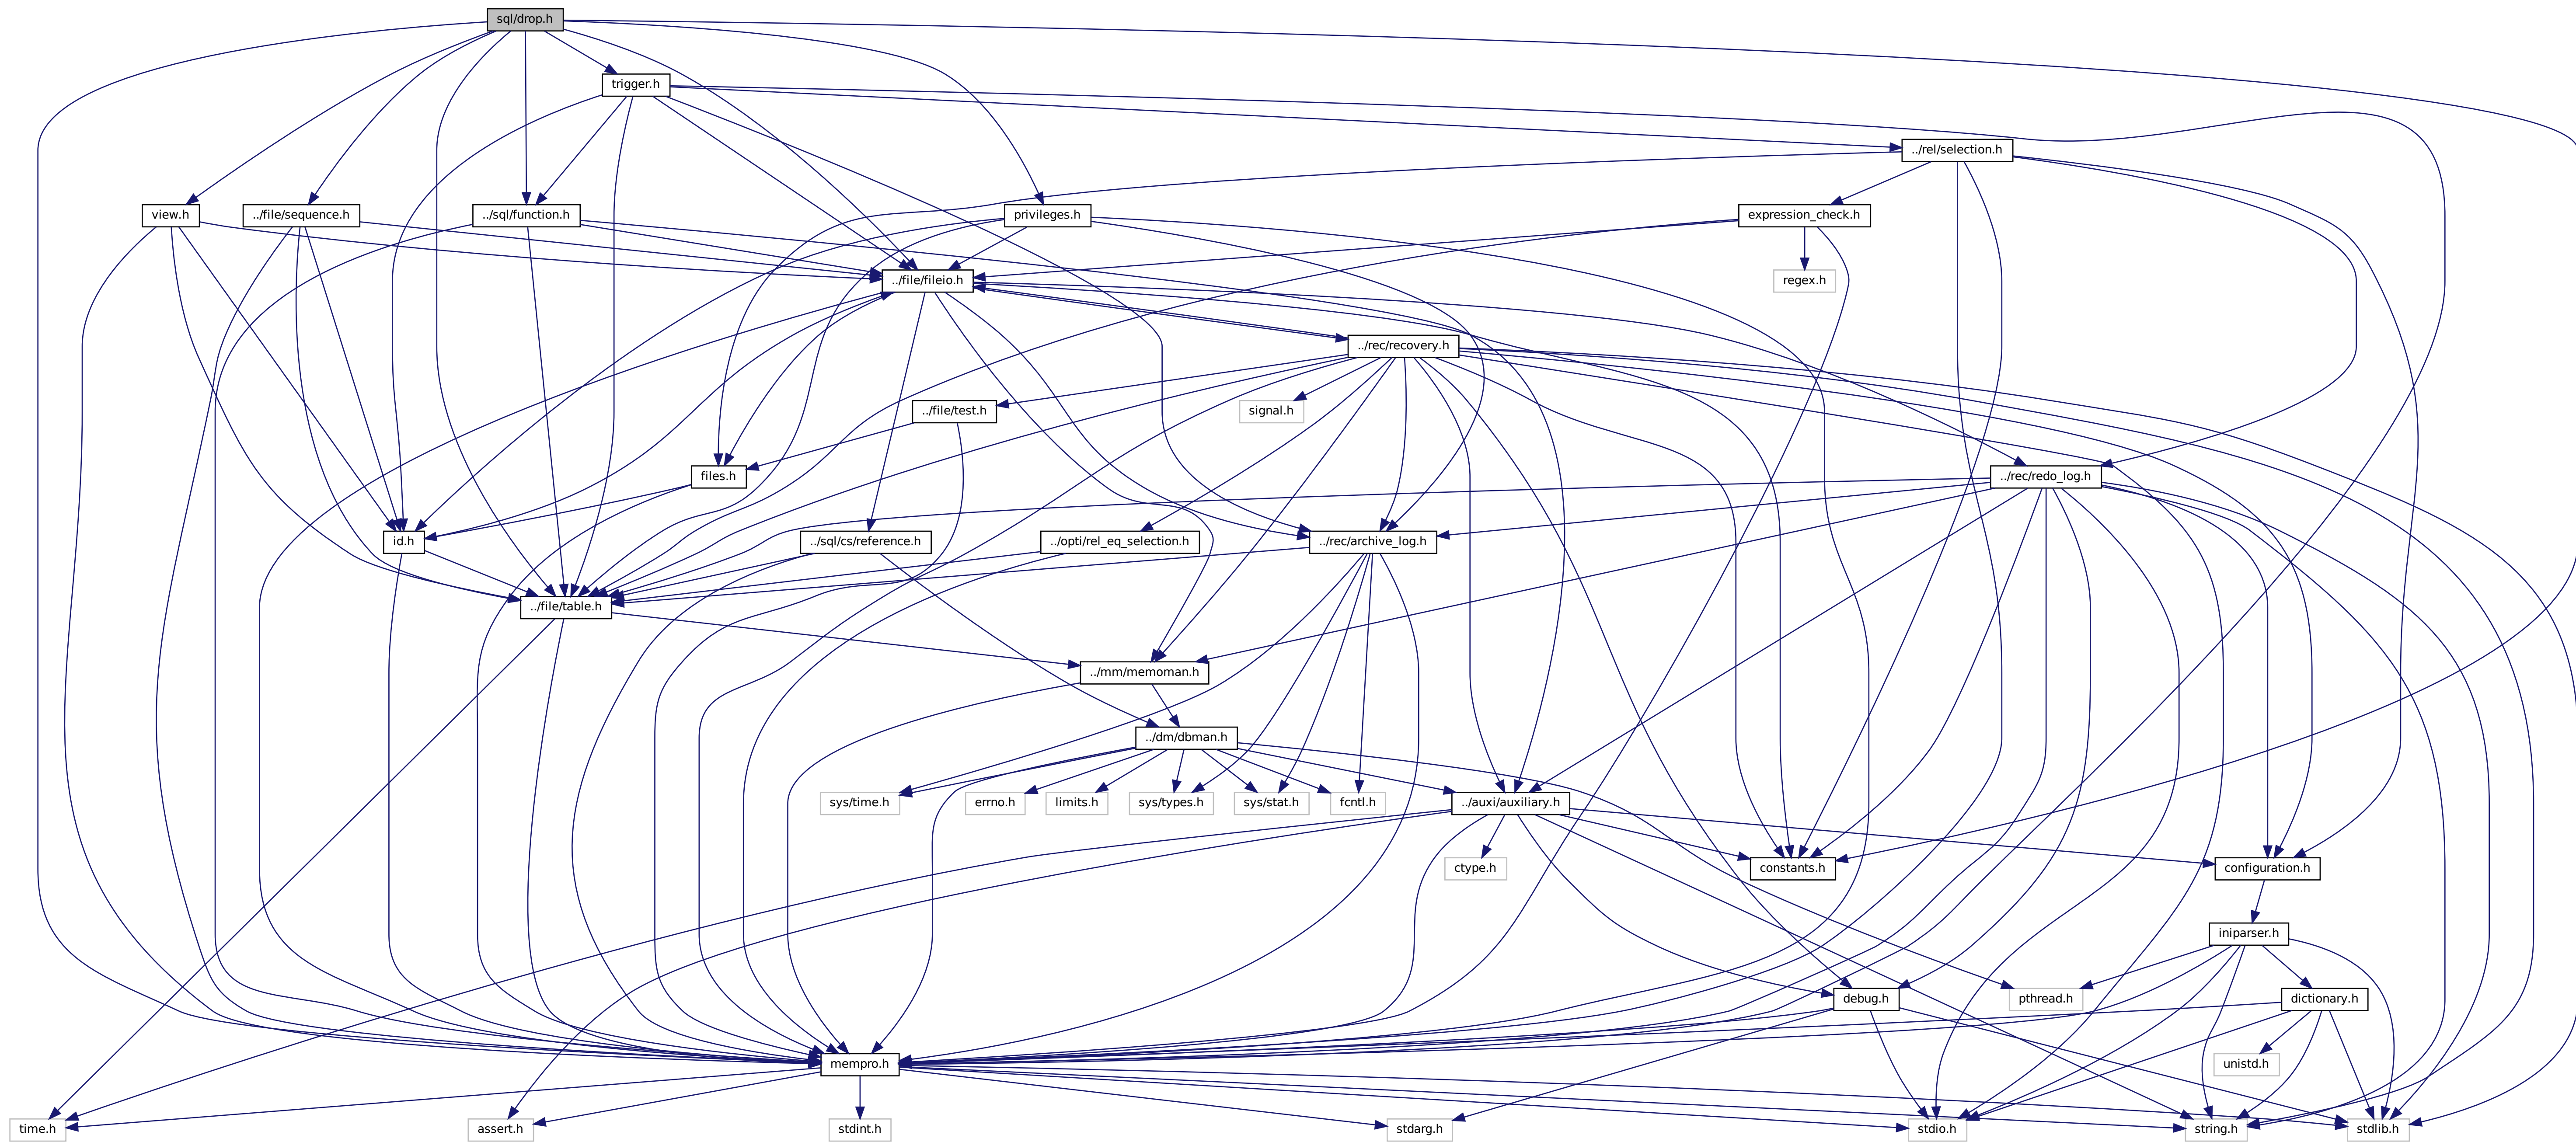 sql/drop.h
trigger.h
../rel/selection.h
view.h
../file/sequence.h
../sql/function.h
privileges.h
expression_check.h
../file/fileio.h
regex.h
../rec/recovery.h
../file/test.h
signal.h
files.h
../rec/redo_log.h
id.h
../sql/cs/reference.h
../opti/rel_eq_selection.h
../rec/archive_log.h
../file/table.h
../mm/memoman.h
../dm/dbman.h
sys/time.h
errno.h
limits.h
sys/types.h
sys/stat.h
fcntl.h
../auxi/auxiliary.h
ctype.h
constants.h
configuration.h
iniparser.h
debug.h
pthread.h
dictionary.h
mempro.h
unistd.h
time.h
assert.h
stdint.h
stdarg.h
stdio.h
string.h
stdlib.h